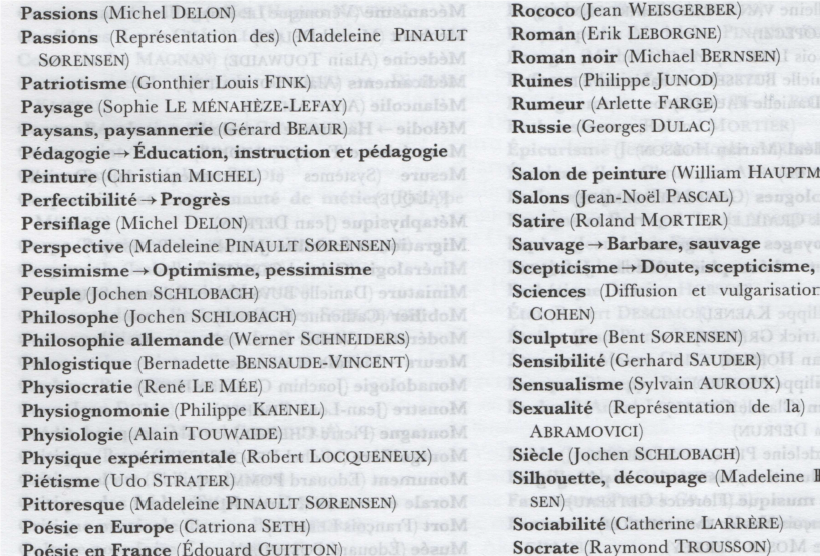 Passions (Michel DELON)
Passions (Représentation des) (Madeleine PINAULT
SØRENSEN)
Patriotisme (Gonthier Louis FINK)
Paysage (Sophie LE MÉNAHÈZE-LEFAY)
Paysans, paysannerie (Gérard BEAUR)
Pédagogie → Éducation, instruction et pédagogie
Peinture (Christian MICHEL)
Perfectibilité → Progrès
Persiflage (Michel DELON)
Perspective (Madeleine PINAULT SØRENSEN)
Pessimisme → Optimisme, pessimisme
Peuple (Jochen SCHLOBACH)
Philosophe (Jochen SCHLOBACH)
Philosophie allemande (Werner SCHNEIDERS)
Phlogistique (Bernadette BENSAUDE-VINCENT)
Physiocratie (René LE MÉE)
Physiognomonie (Philippe KAENEL)
Physiologie (Alain TOUWAIDE)
Physique expérimentale (Robert LOCQUENEUX)
Piétisme (Udo STRATER)
Pittoresque (Madeleine PINAULT SØRENSEN)
Poésie en Europe (Catriona SETH)
Poésie en France (Édouard GUITTON)
Rococo (Jean WEISGERBER)
Roman (Erik LEBORGNE)
Roman noir (Michael BERNSEN)
Ruines (Philippe JUNOD)
Rumeur (Arlette FARGE)
Russie (Georges DULAC)
Salon de peinture (William HAUPTM
Salons (Jean-Noël PASCAL)
Satire (Roland MORTIER)
Sauvage → Barbare, sauvage
Scepticisme → Doute, scepticisme,
Sciences (Diffusion et vulgarisation
COHEN)
Sculpture (Bent SØRENSEN)
Sensibilité (Gerhard SAUDER)
Sensualisme (Sylvain AUROUX)
Sexualité (Représentation de la)
ABRAMOVICI)
Siècle (Jochen SCHLOBACH)
Silhouette, découpage (Madeleine
SEN)
Sociabilité (Catherine LARRÈRE)
Socrate (Raymond TROUSSON)